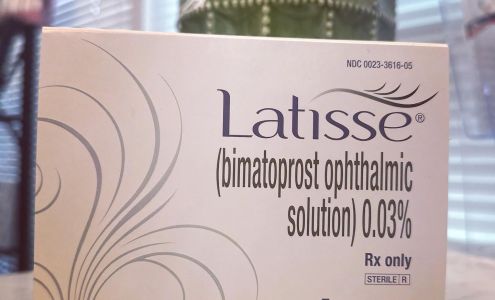 NDC 0023-3616-05
Latisse®
(bimatoprost ophthalmic
solution) 0.03%
Rx only
STERILE R